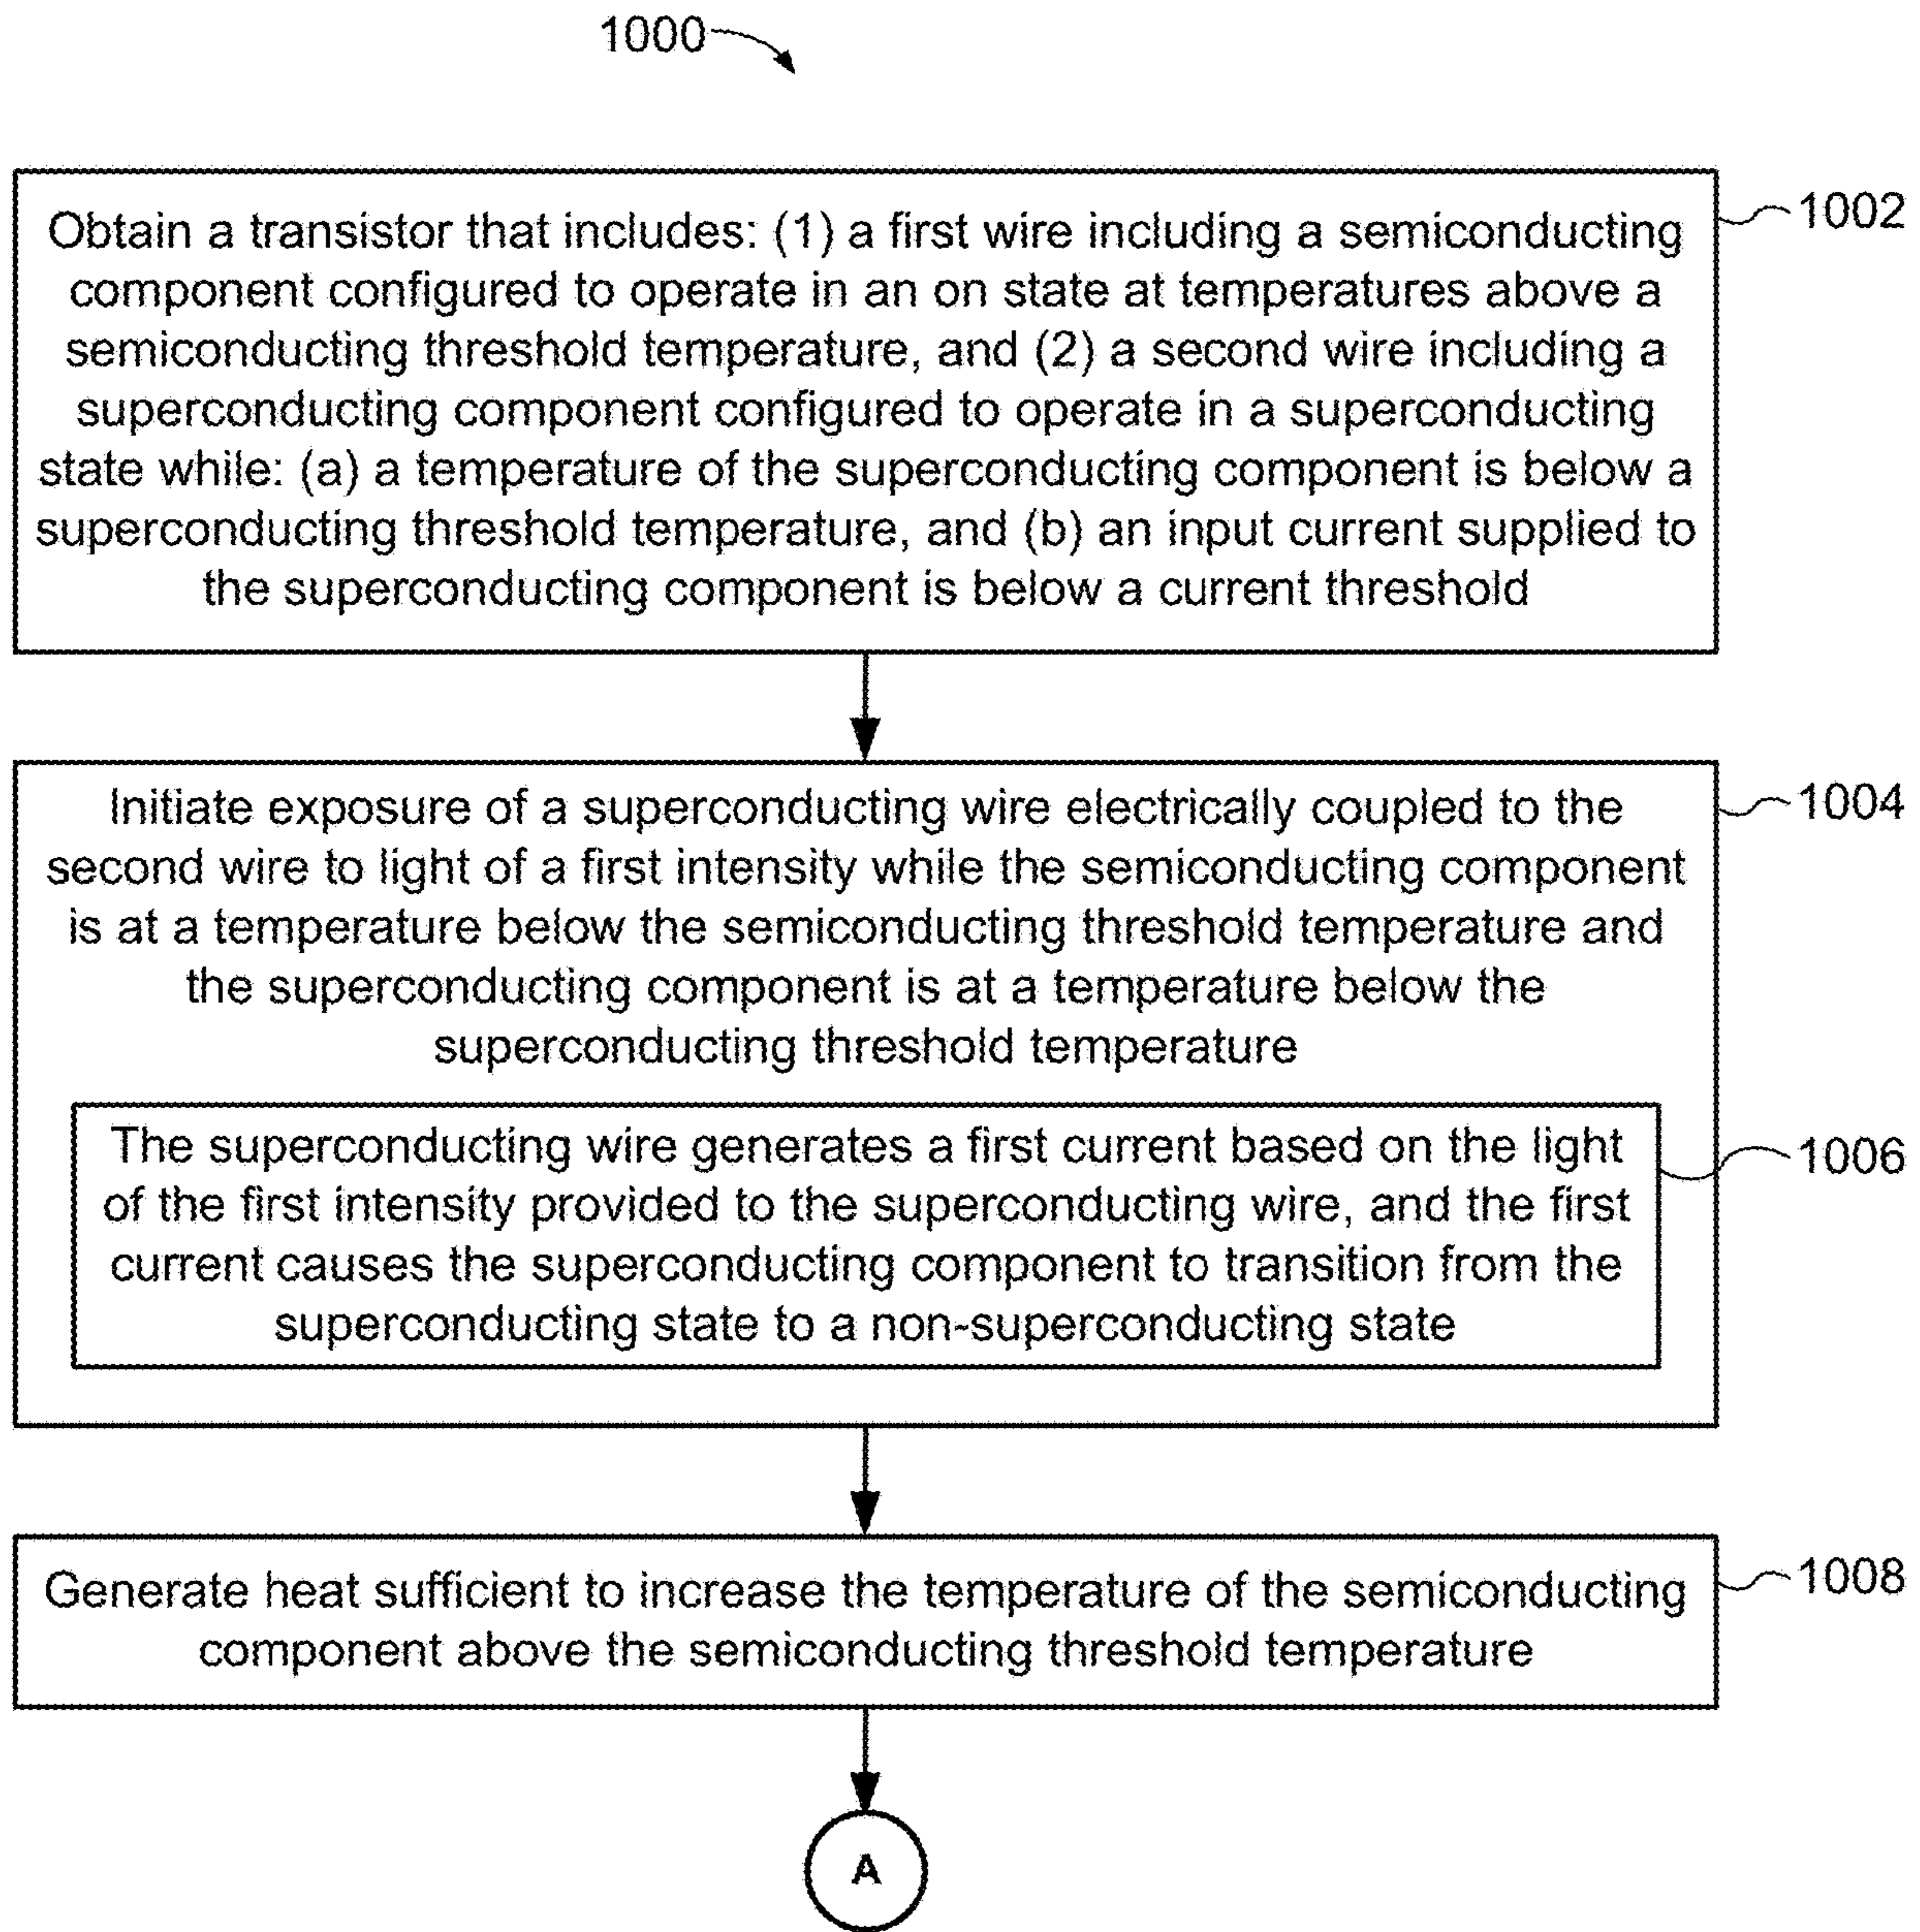 1000
Obtain a transistor that includes: (1) a first wire including a semiconducting
component configured to operate in an on state at temperatures above a
semiconducting threshold temperature, and (2) a second wire including a
superconducting component configured to operate in a superconducting
state while: (a) a temperature of the superconducting component is below a
superconducting threshold temperature, and (b) an input current supplied to
the superconducting component is below a current threshold
1002
Initiate exposure of a superconducting wire electrically coupled to the
second wire to light of a first intensity while the semiconducting component
is at a temperature below the semiconducting threshold temperature and
the superconducting component is at a temperature below the
superconducting threshold temperature
1004
The superconducting wire generates a first current based on the light
of the first intensity provided to the superconducting wire, and the first
current causes the superconducting component to transition from the
superconducting state to a non-superconducting state
1006
Generate heat sufficient to increase the temperature of the semiconducting
component above the semiconducting threshold temperature
1008
A